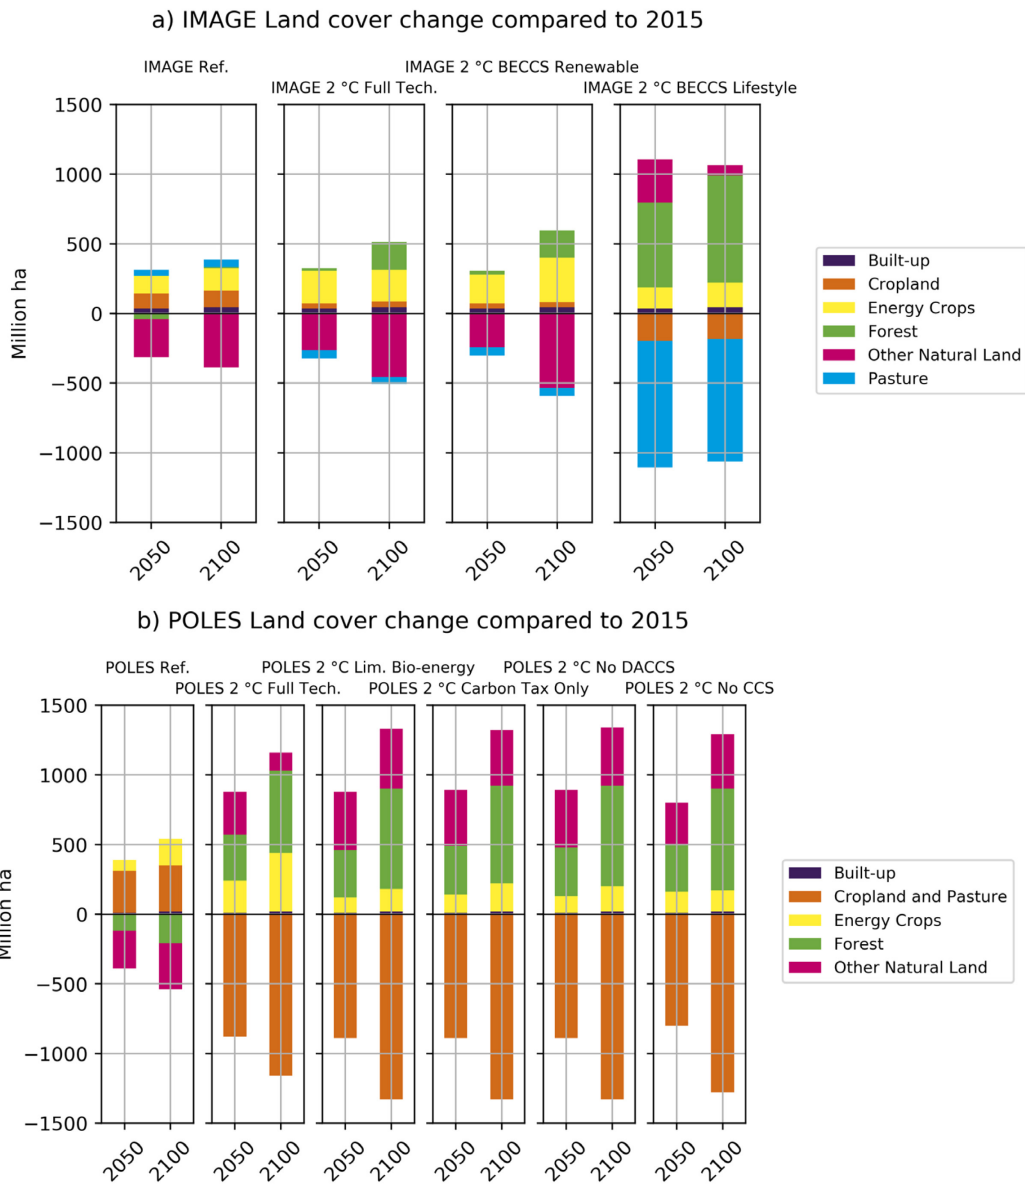 a) IMAGE Land cover change compared to 2015
IMAGE Ref.
IMAGE 2 °C BECCS Renewable
IMAGE 2 °C Full Tech.
IMAGE 2 °C BECCS Lifestyle
1500
1000
500
0
−500
−1000
−1500
Million ha
2050
2100
2050
2100
2050
2100
2050
2100
Built-up
Cropland
Energy Crops
Forest
Other Natural Land
Pasture
b) POLES Land cover change compared to 2015
POLES Ref.
POLES 2 °C Lim. Bio-energy
POLES 2 °C No DACCS
POLES 2 °C Full Tech.
POLES 2 °C Carbon Tax Only
POLES 2 °C No CCS
1500
1000
500
0
−500
−1000
−1500
Million ha
2050
2100
2050
2100
2050
2100
2050
2100
2050
2100
2050
2100
Built-up
Cropland and Pasture
Energy Crops
Forest
Other Natural Land